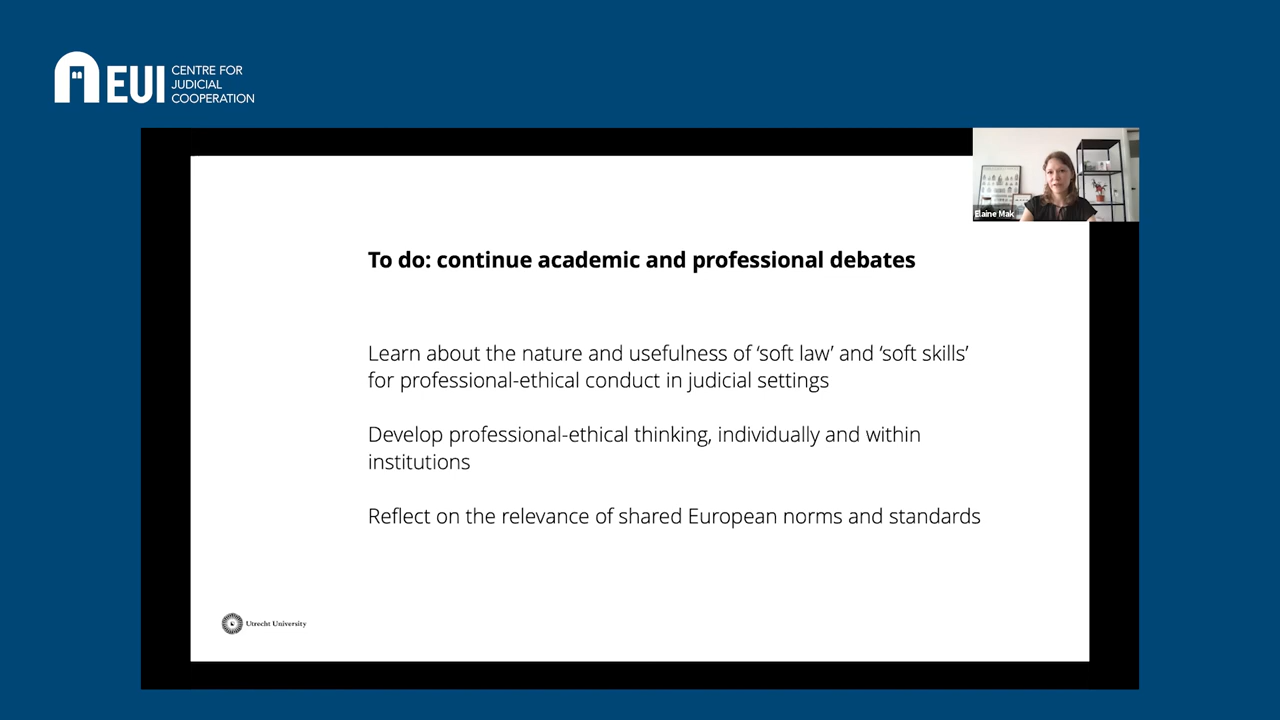 EUI
CENTRE FOR
JUDICIAL
COOPERATION
Elaine Mak
To do: continue academic and professional debates
Learn about the nature and usefulness of ‘soft law’ and ‘soft skills’
for professional-ethical conduct in judicial settings
Develop professional-ethical thinking, individually and within
institutions
Reflect on the relevance of shared European norms and standards
Utrecht University